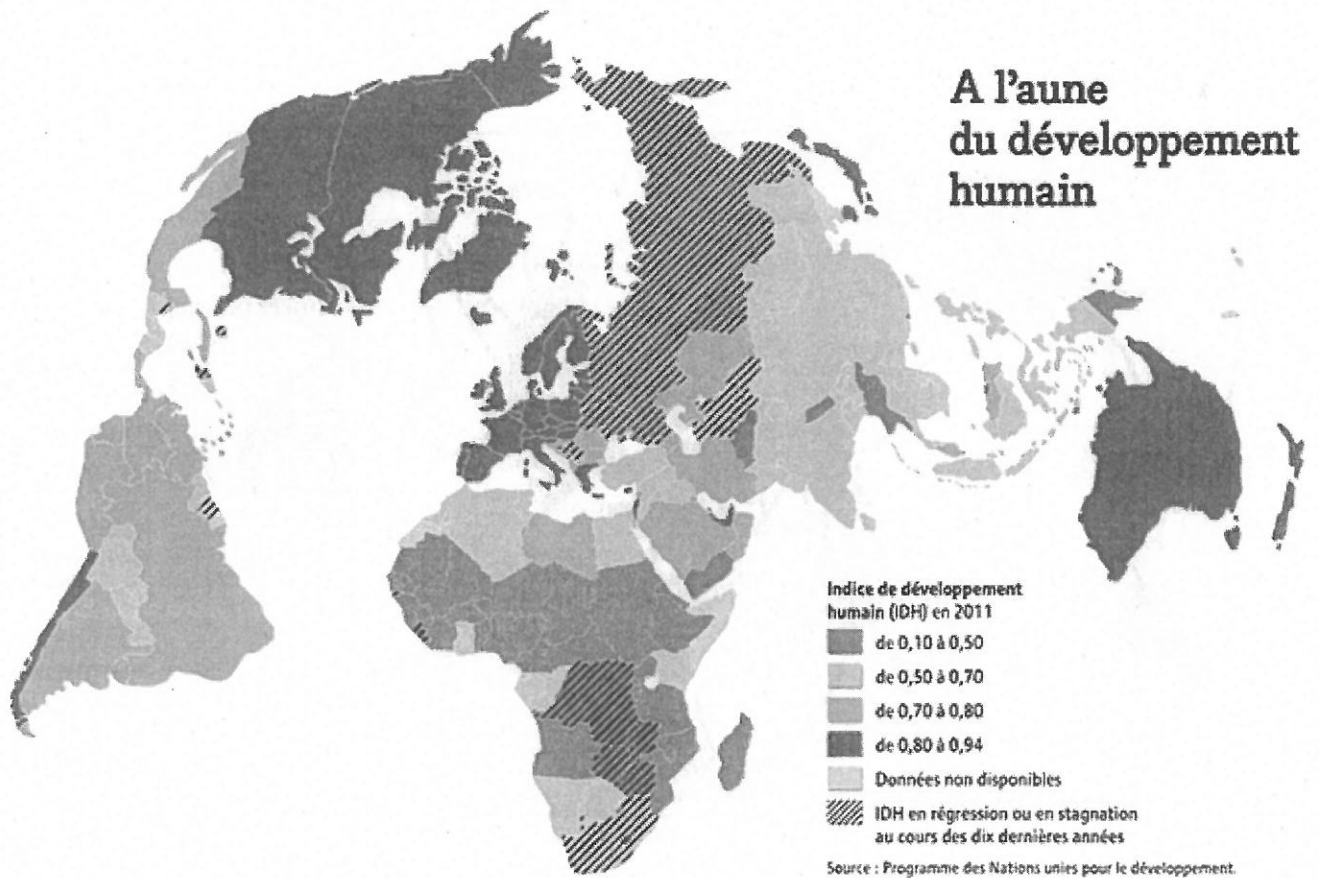 A l'aune
du développement
humain
Indice de développement
humain (IDH) en 2011
de 0,10 à 0,50
de 0,50 à 0,70
de 0,70 à 0,80
de 0,80 à 0,94
Données non disponibles
IDH en régression ou en stagnation
au cours des dix dernières années
Source : Programme des Nations unies pour le développement.